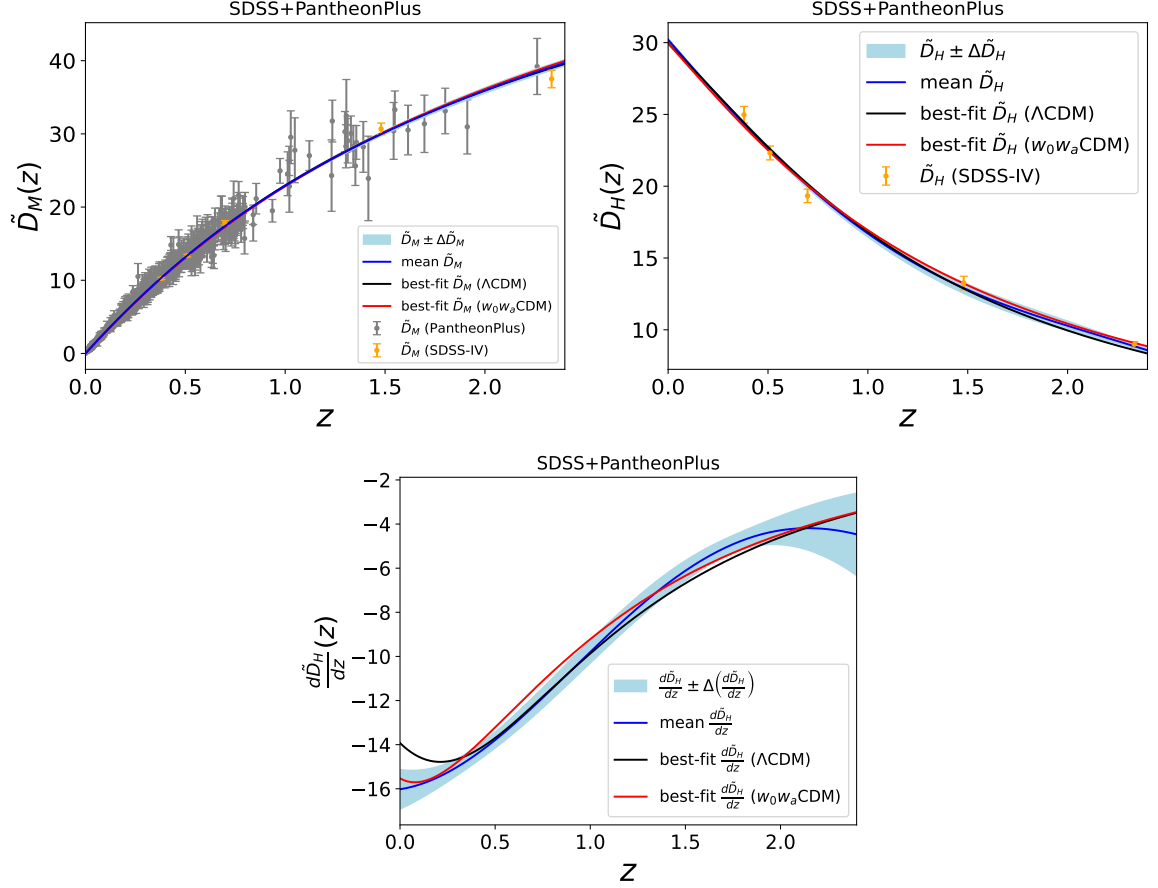 SDSS+PantheonPlus
40
30
20
10
0
0.0 0.5 1.0 1.5 2.0
z
D̃_M(z)
D̃_M ± ΔD̃_M
mean D̃_M
best-fit D̃_M (ΛCDM)
best-fit D̃_M (w₀wₐCDM)
D̃_M (PantheonPlus)
D̃_M (SDSS-IV)
SDSS+PantheonPlus
30
25
20
15
10
0.0 0.5 1.0 1.5 2.0
z
D̃_H(z)
D̃_H ± ΔD̃_H
mean D̃_H
best-fit D̃_H (ΛCDM)
best-fit D̃_H (w₀wₐCDM)
D̃_H (SDSS-IV)
SDSS+PantheonPlus
−2
−4
−6
−8
−10
−12
−14
−16
0.0 0.5 1.0 1.5 2.0
z
dD̃_H/dz (z)
dD̃_H/dz ± Δ(dD̃_H/dz)
mean dD̃_H/dz
best-fit dD̃_H/dz (ΛCDM)
best-fit dD̃_H/dz (w₀wₐCDM)